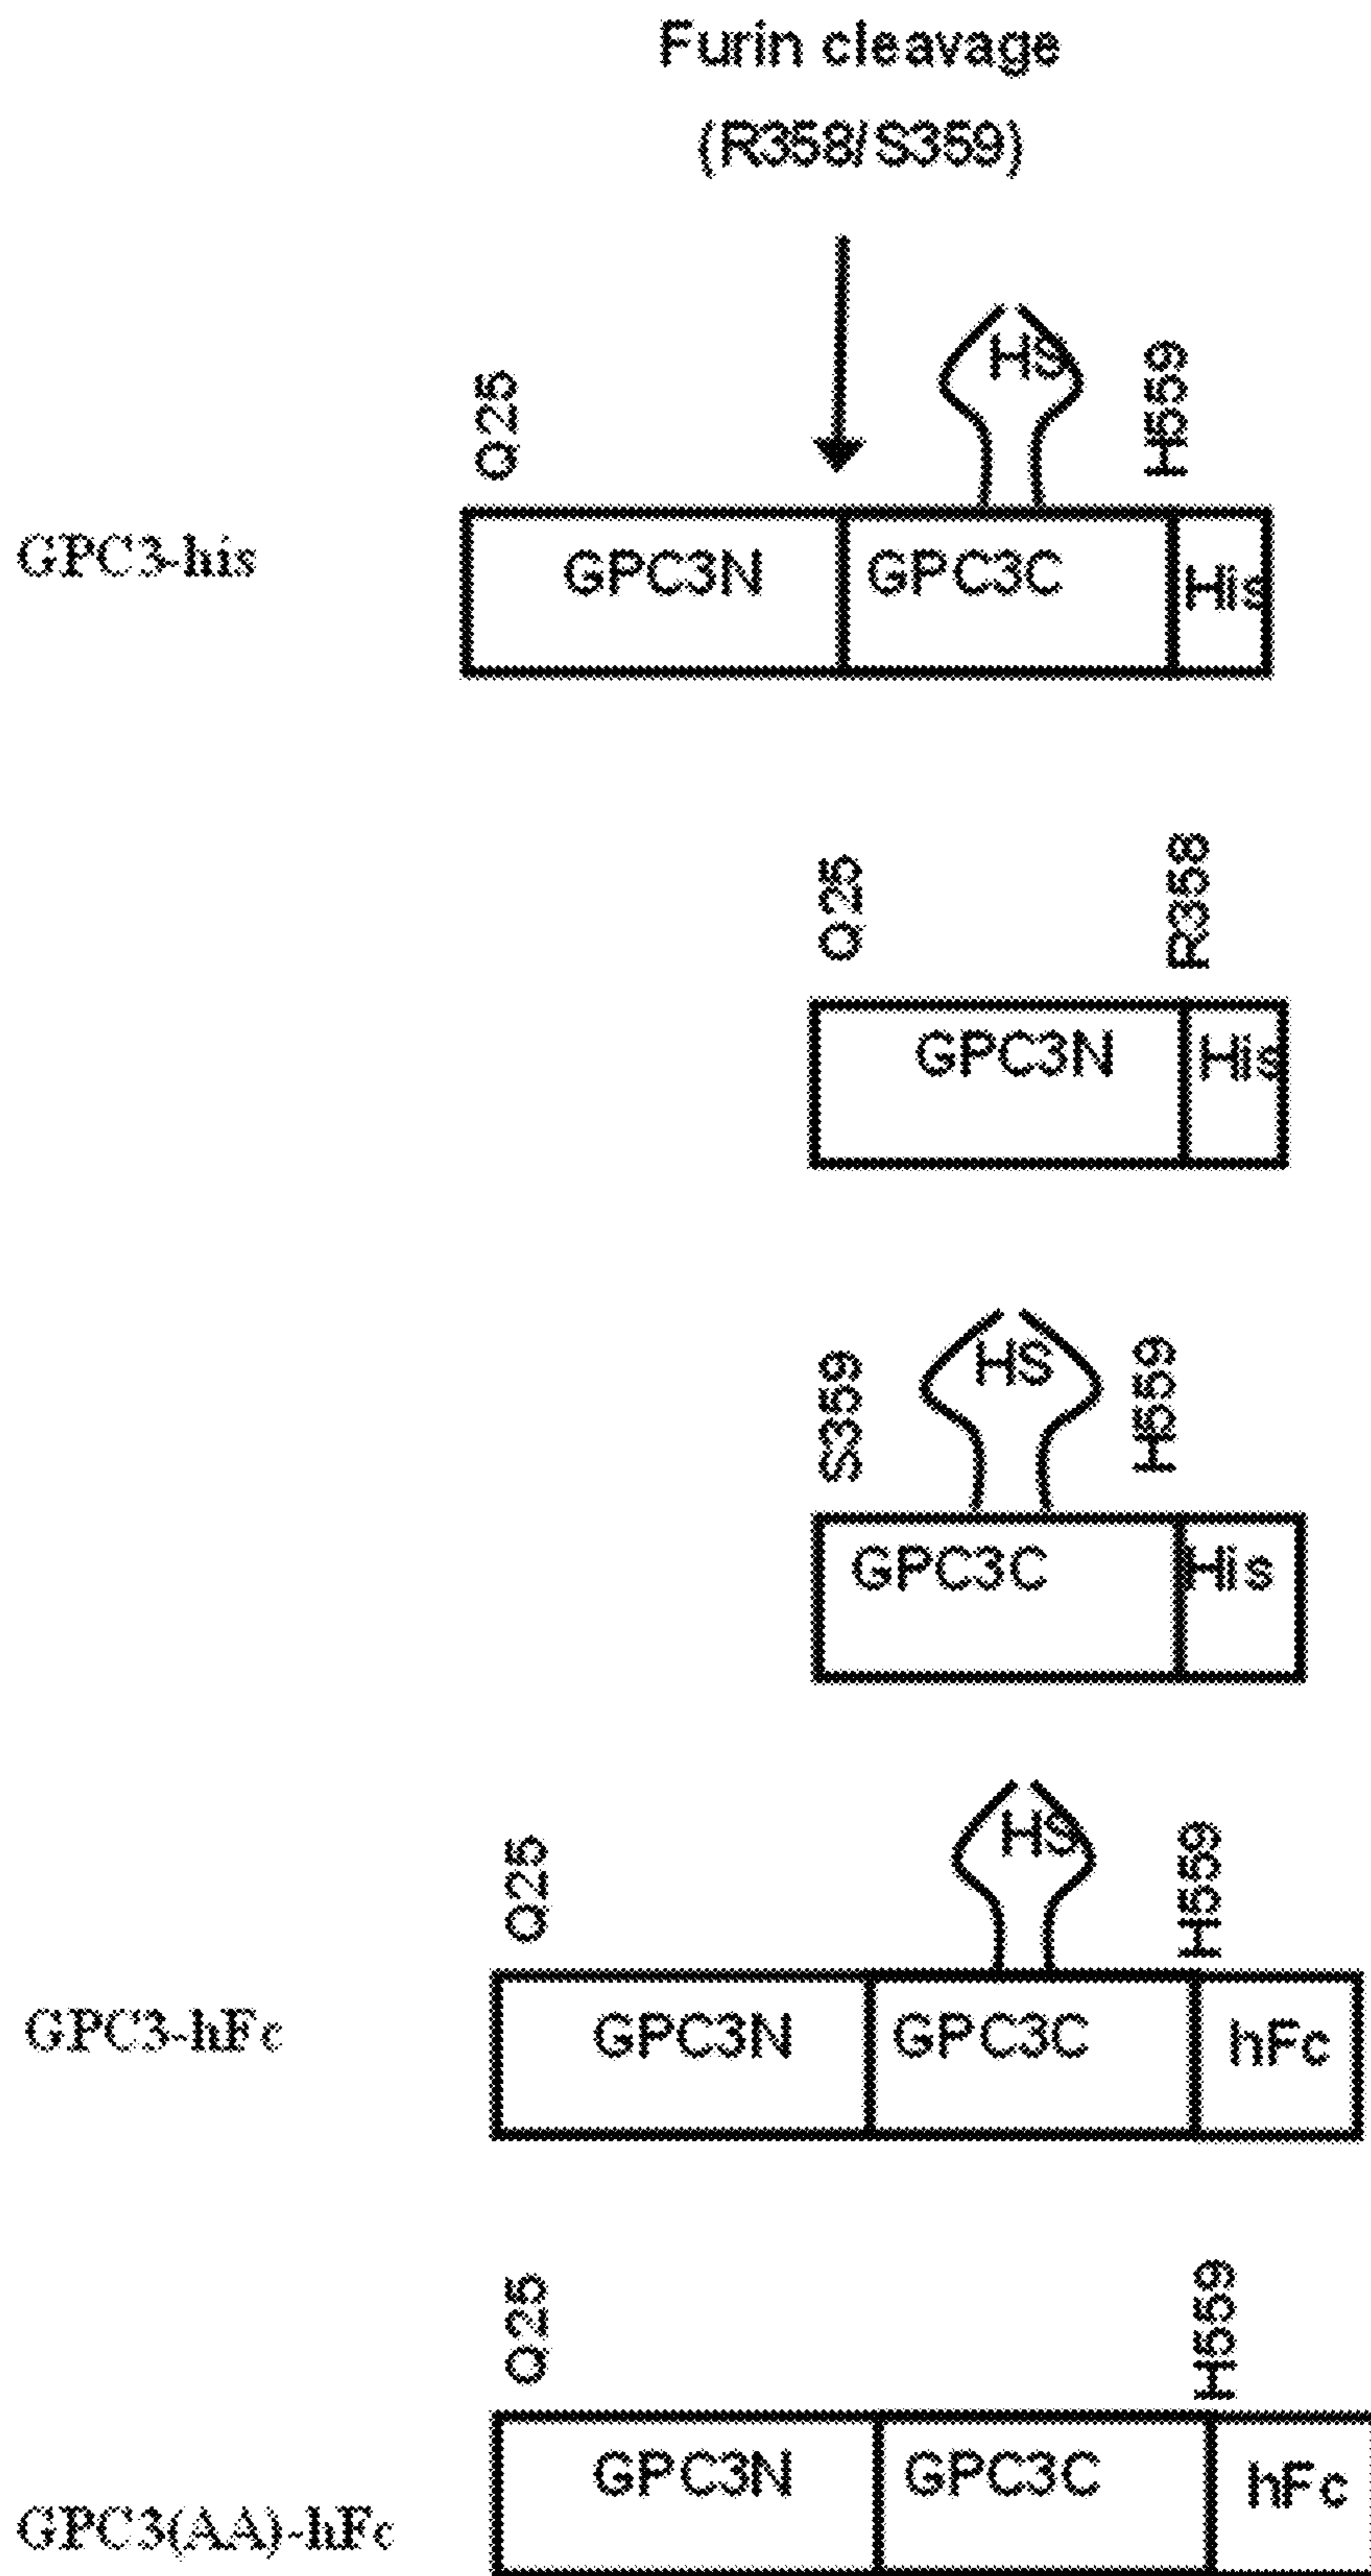 Furin cleavage
(R358/S359)
Q25
HS
H559
GPC3-his
GPC3N
GPC3C
His
Q25
R358
GPC3N
His
S359
HS
H559
GPC3C
His
Q25
HS
H559
GPC3-hFc
GPC3N
GPC3C
hFc
Q25
H559
GPC3(AA)-hFc
GPC3N
GPC3C
hFc